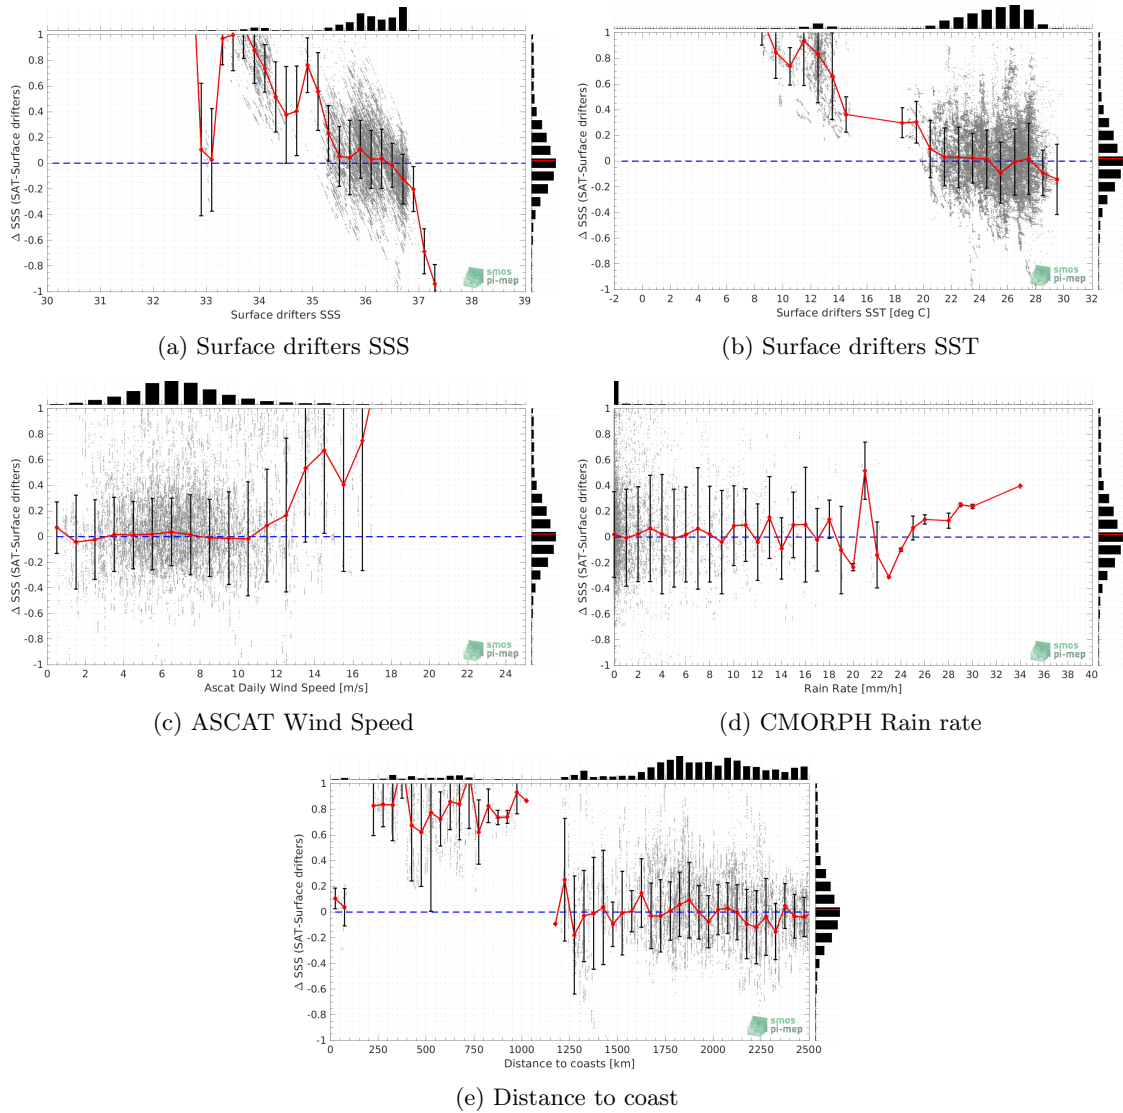 1
0.8
0.6
0.4
0.2
0
-0.2
-0.4
-0.6
-0.8
-1
Δ SSS (SAT-Surface drifters)
30 31 32 33 34 35 36 37 38 39
Surface drifters SSS
smos
pi-mep
(a) Surface drifters SSS
1
0.8
0.6
0.4
0.2
0
-0.2
-0.4
-0.6
-0.8
-1
Δ SSS (SAT-Surface drifters)
-2 0 2 4 6 8 10 12 14 16 18 20 22 24 26 28 30 32
Surface drifters SST [deg C]
smos
pi-mep
(b) Surface drifters SST
1
0.8
0.6
0.4
0.2
0
-0.2
-0.4
-0.6
-0.8
-1
Δ SSS (SAT-Surface drifters)
0 2 4 6 8 10 12 14 16 18 20 22 24
Ascat Daily Wind Speed [m/s]
smos
pi-mep
(c) ASCAT Wind Speed
1
0.8
0.6
0.4
0.2
0
-0.2
-0.4
-0.6
-0.8
-1
Δ SSS (SAT-Surface drifters)
0 2 4 6 8 10 12 14 16 18 20 22 24 26 28 30 32 34 36 38 40
Rain Rate [mm/h]
smos
pi-mep
(d) CMORPH Rain rate
1
0.8
0.6
0.4
0.2
0
-0.2
-0.4
-0.6
-0.8
-1
Δ SSS (SAT-Surface drifters)
0 250 500 750 1000 1250 1500 1750 2000 2250 2500
Distance to coasts [km]
smos
pi-mep
(e) Distance to coast